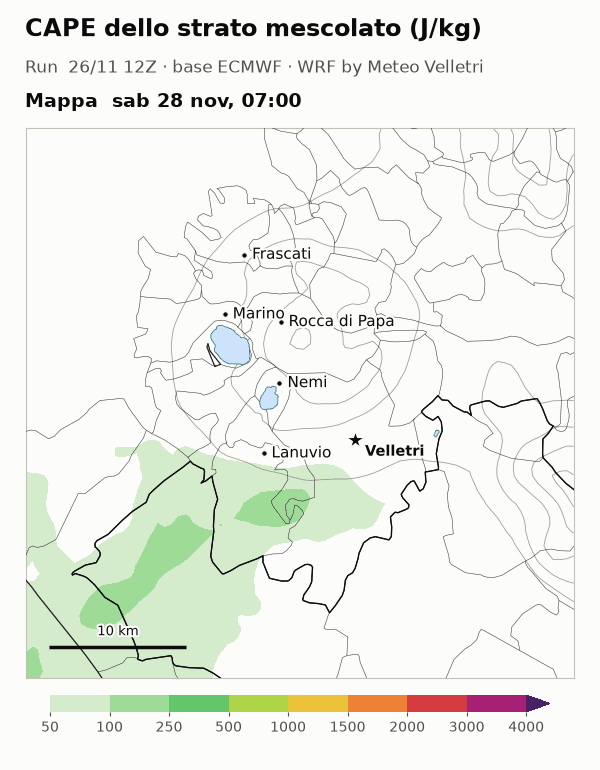 CAPE dello strato mescolato (J/kg)
Run  26/11 12Z · base ECMWF · WRF by Meteo Velletri
Mappa  sab 28 nov, 07:00
Frascati
Marino
Rocca di Papa
Nemi
Velletri
Lanuvio
10 km
50 100 250 500 1000 1500 2000 3000 4000